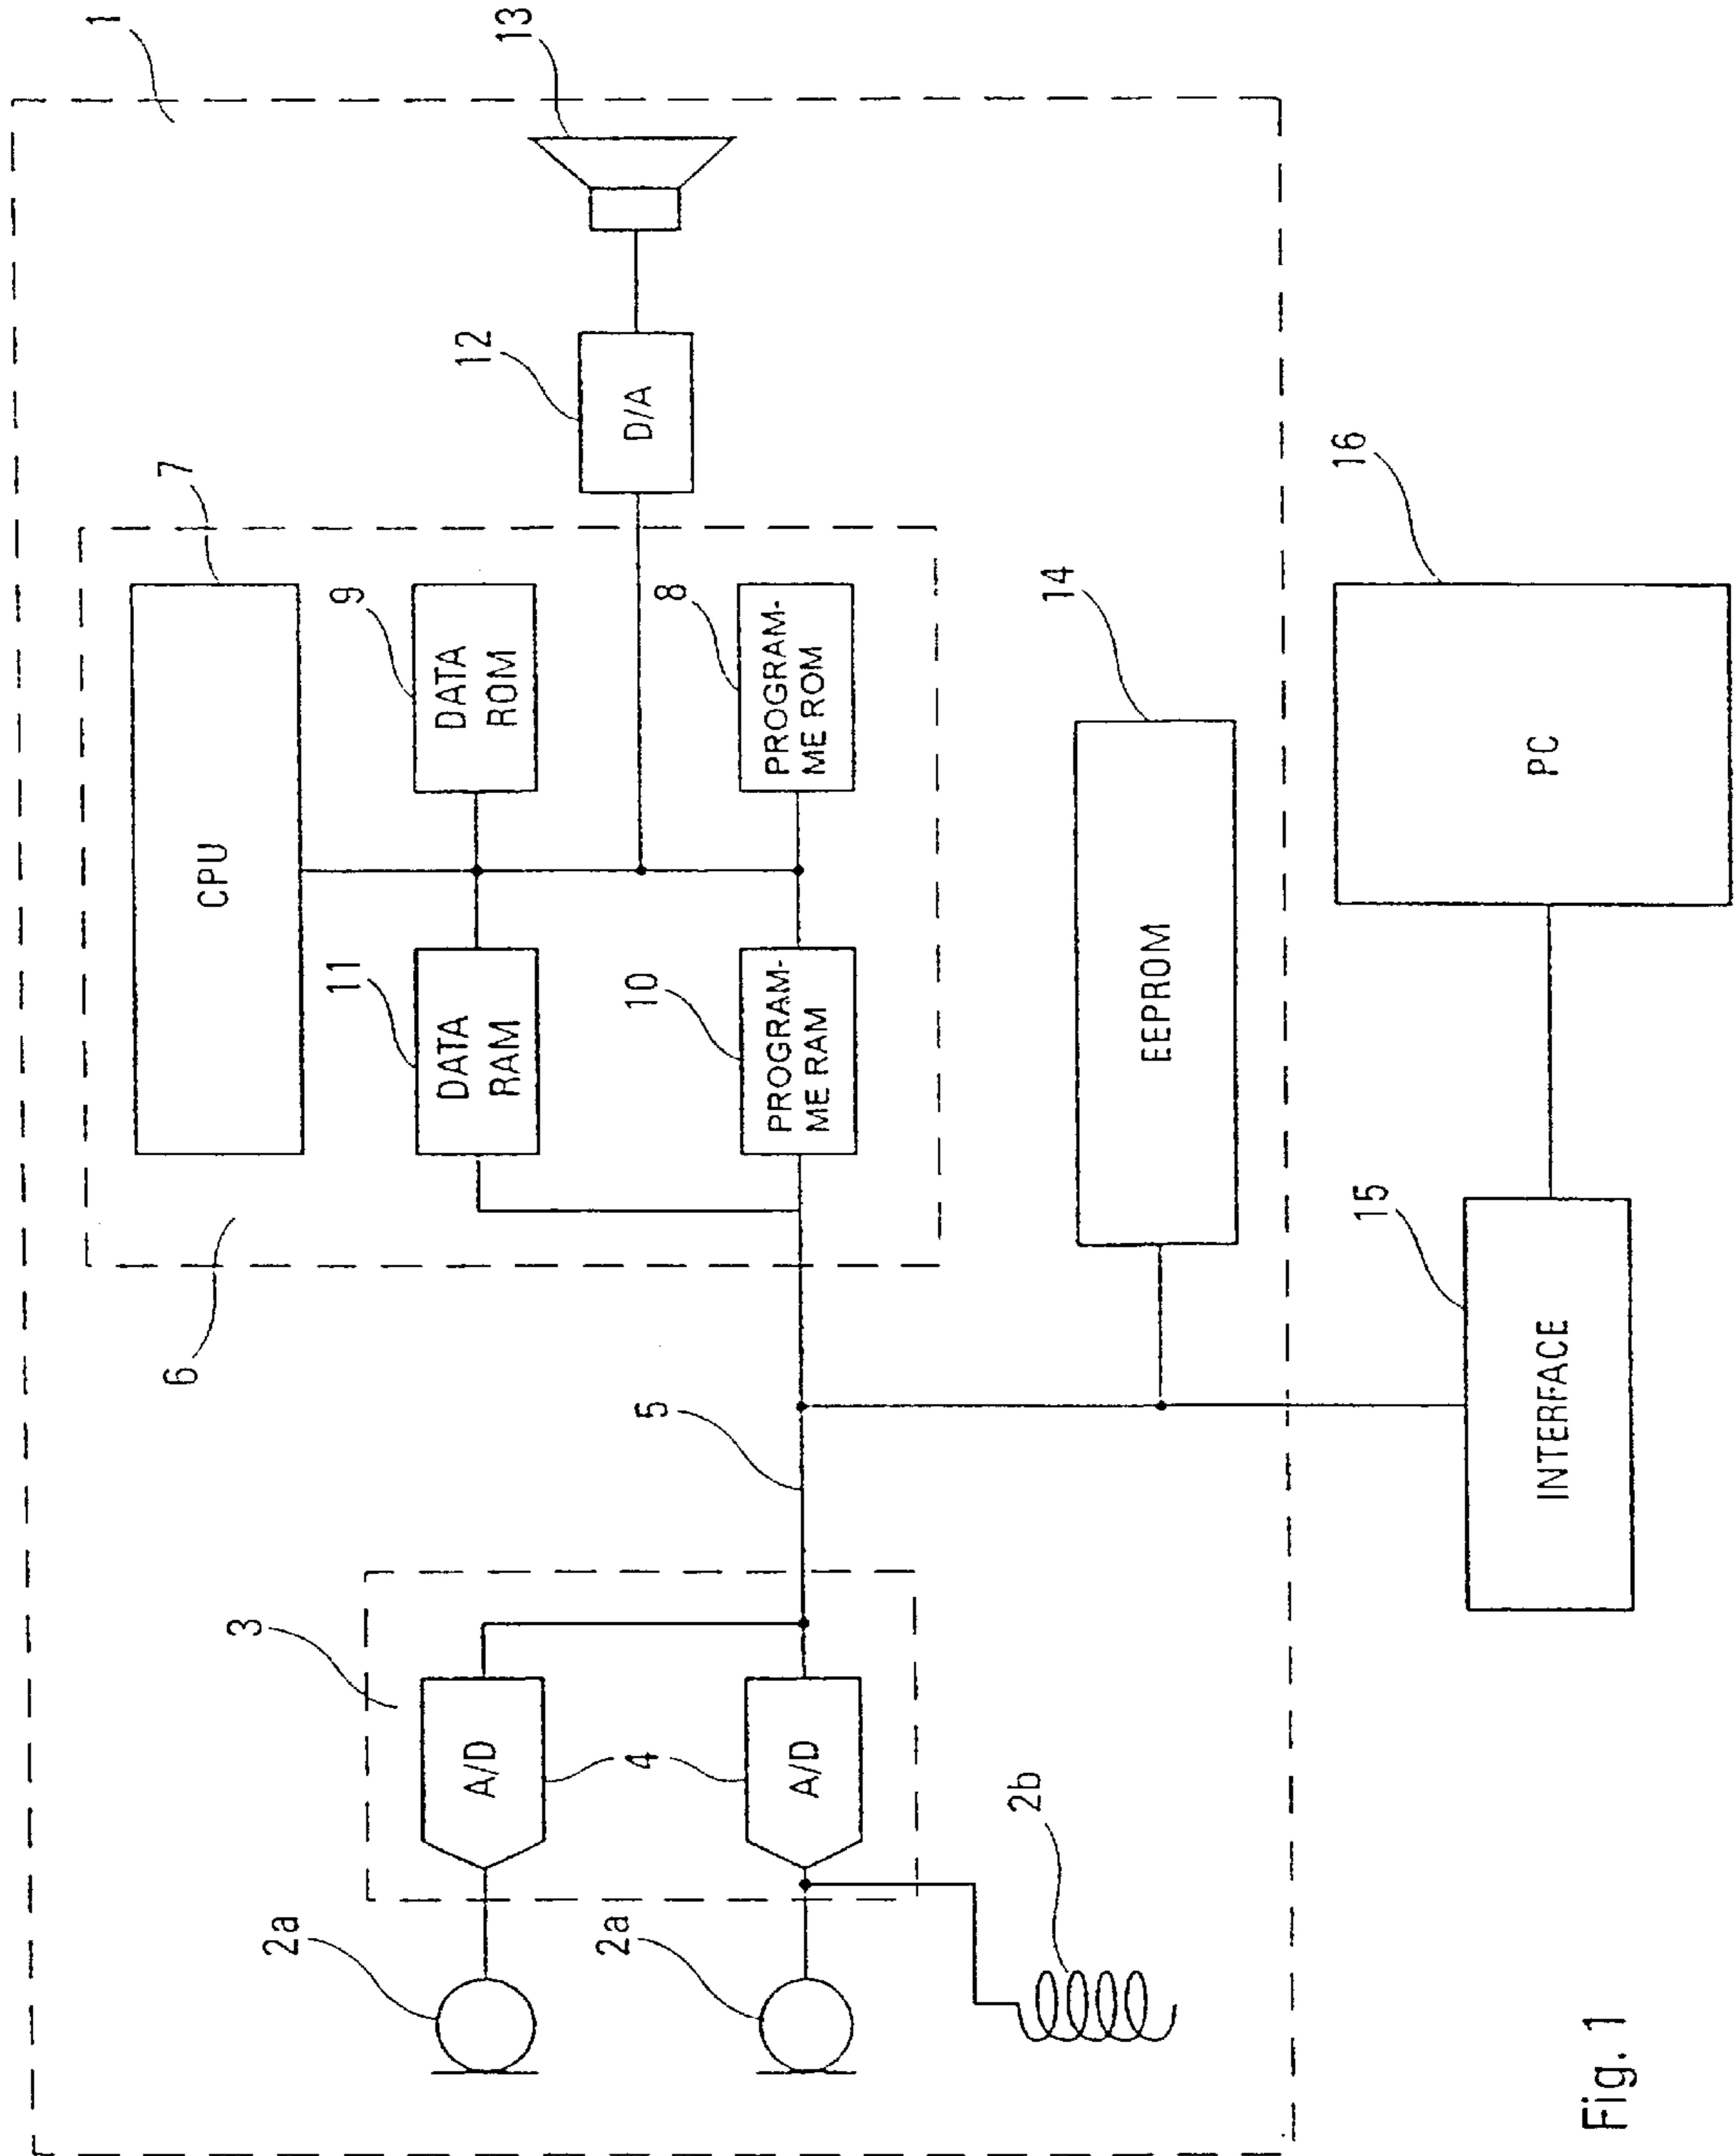 1
13
12
D/A
7
CPU
9
DATA
ROM
8
PROGRAM-
ME ROM
11
DATA
RAM
10
PROGRAM-
ME RAM
6
14
EEPROM
16
PC
15
INTERFACE
5
3
A/D
4
A/D
2a
2a
2b
Fig. 1